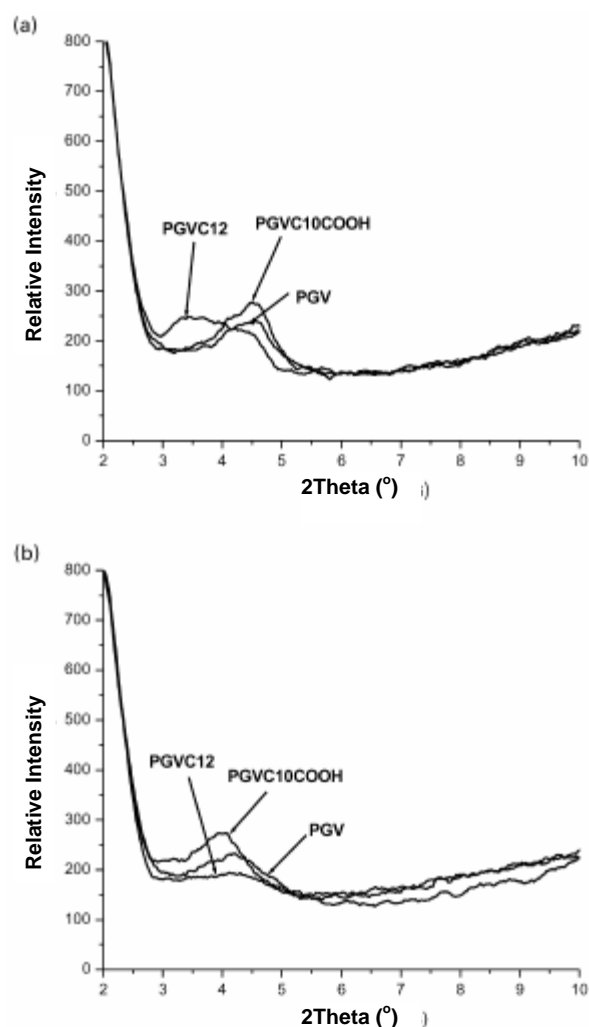 (a)
800
700
600
500
400
300
200
100
0
Relative Intensity
PGVC12
PGVC10COOH
PGV
2 3 4 5 6 7 8 9 10
2Theta (°)
(b)
800
700
600
500
400
300
200
100
0
Relative Intensity
PGVC12
PGVC10COOH
PGV
2 3 4 5 6 7 8 9 10
2Theta (°)